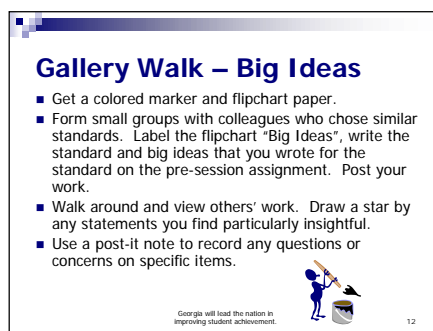 Gallery Walk – Big Ideas
Get a colored marker and flipchart paper.
Form small groups with colleagues who chose similar
standards. Label the flipchart "Big Ideas", write the
standard and big ideas that you wrote for the
standard on the pre-session assignment. Post your
work.
Walk around and view others' work. Draw a star by
any statements you find particularly insightful.
Use a post-it note to record any questions or
concerns on specific items.
Georgia will lead the nation in
improving student achievement.
12